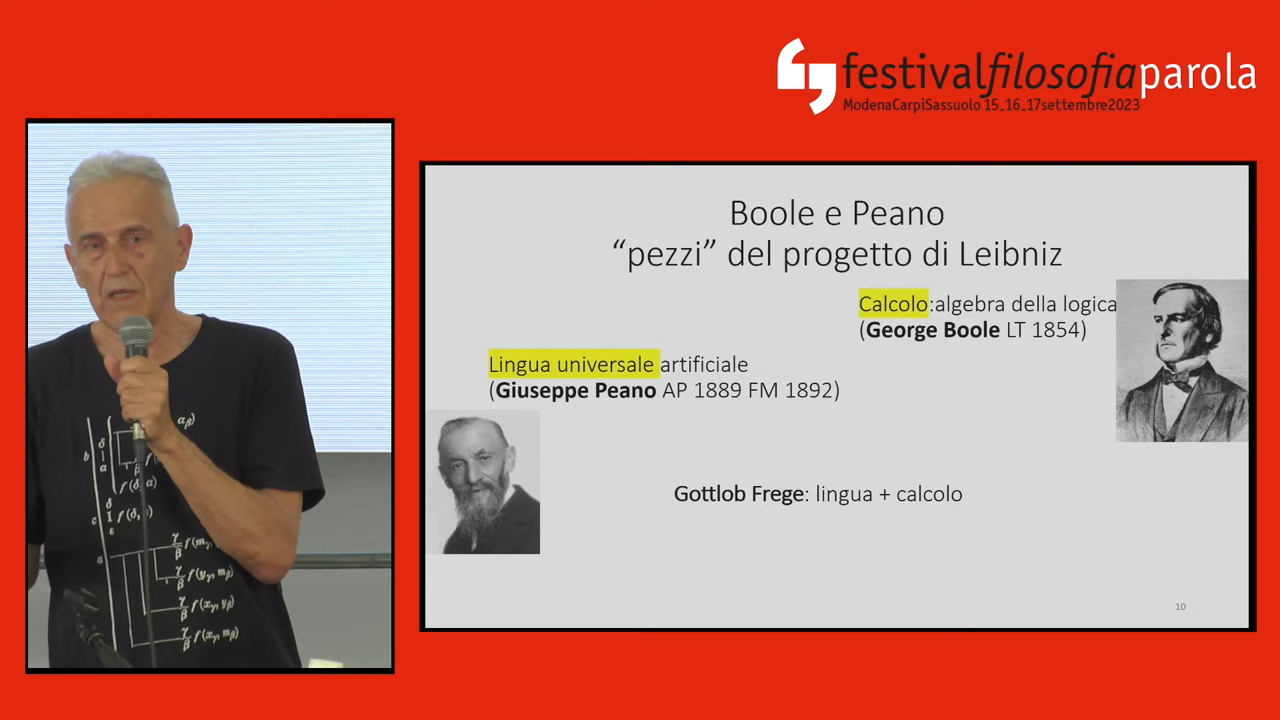 festivalfilosofiaparola
ModenaCarpiSassuolo 15_16_17settembre2023
Boole e Peano
“pezzi” del progetto di Leibniz
Calcolo:algebra della logica
(George Boole LT 1854)
Lingua universale artificiale
(Giuseppe Peano AP 1889 FM 1892)
Gottlob Frege: lingua + calcolo
10